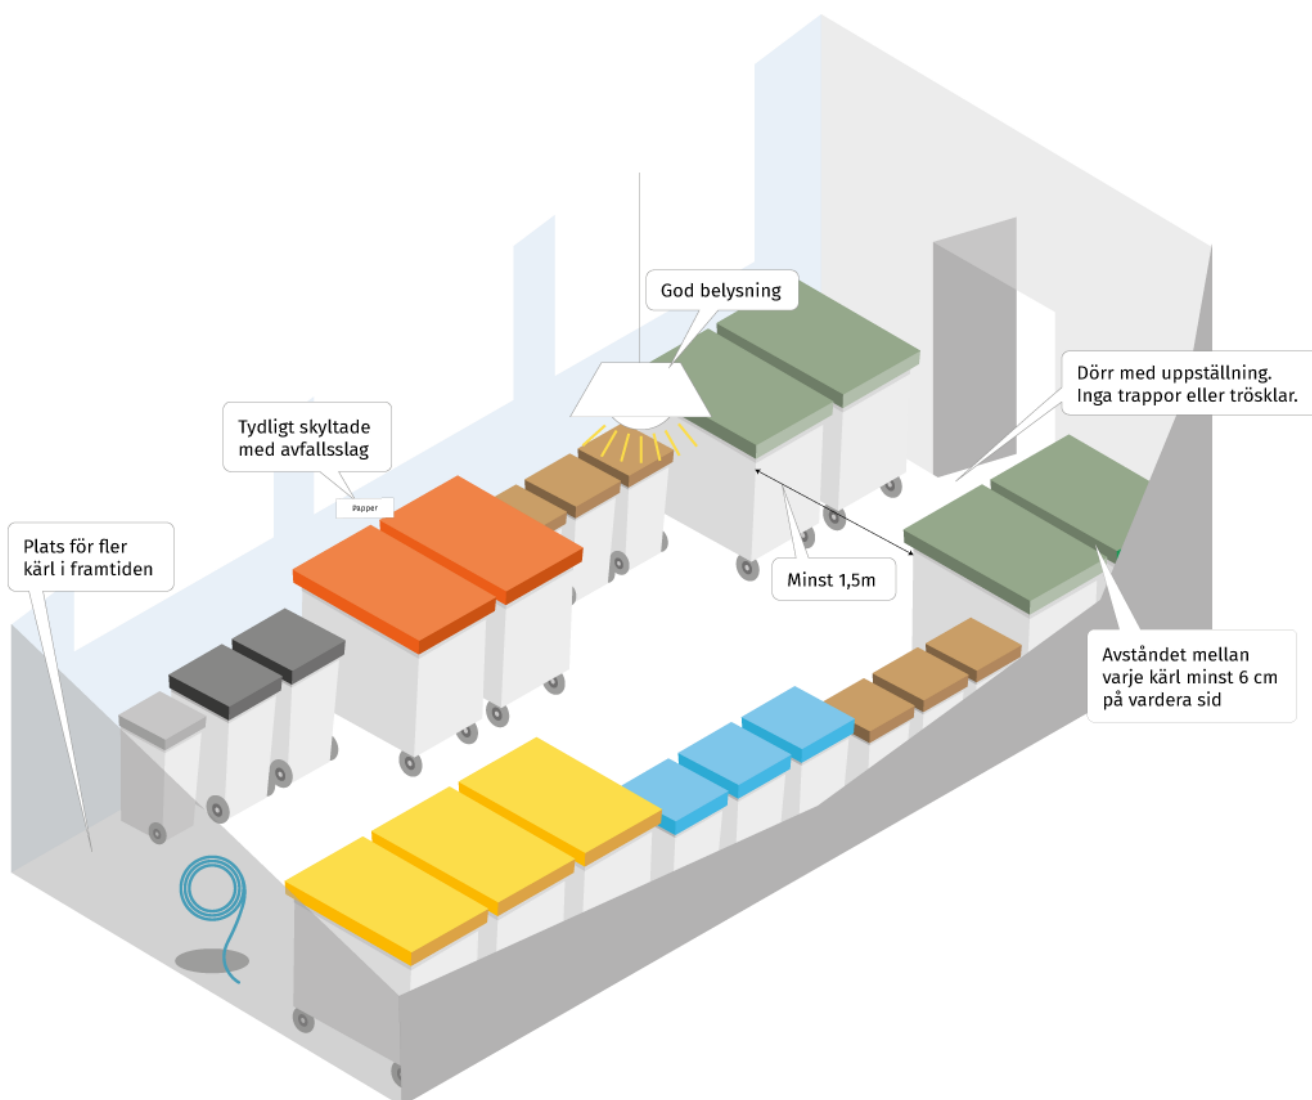 God belysning
Dörr med uppställning.
Inga trappor eller trösklar.
Tydligt skyltade
med avfallsslag
Papper
Plats för fler
kärl i framtiden
Minst 1,5m
Avståndet mellan
varje kärl minst 6 cm
på vardera sid